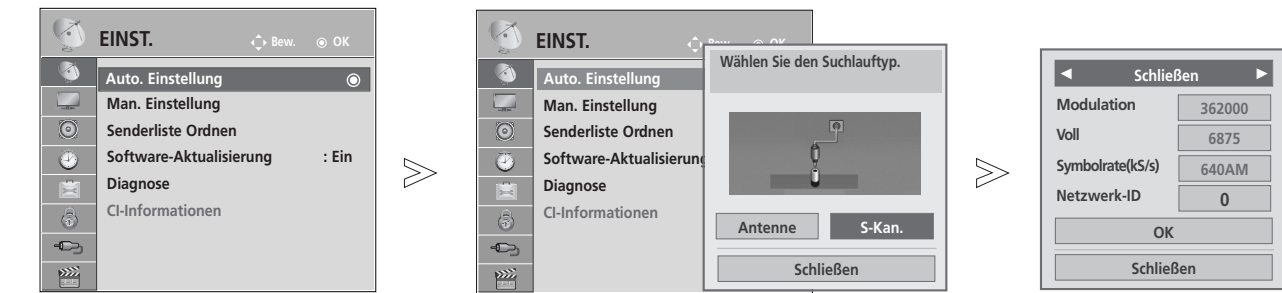 EINST.
Bew. OK
Auto. Einstellung
Man. Einstellung
Senderliste Ordnen
Software-Aktualisierung : Ein
Diagnose
CI-Informationen
EINST.
Auto. Einstellung
Man. Einstellung
Senderliste Ordnen
Software-Aktualisierung
Diagnose
CI-Informationen
Wählen Sie den Suchlauftyp.
Antenne S-Kan.
Schließen
Schließen
Modulation 362000
Voll 6875
Symbolrate(kS/s) 640AM
Netzwerk-ID 0
OK
Schließen